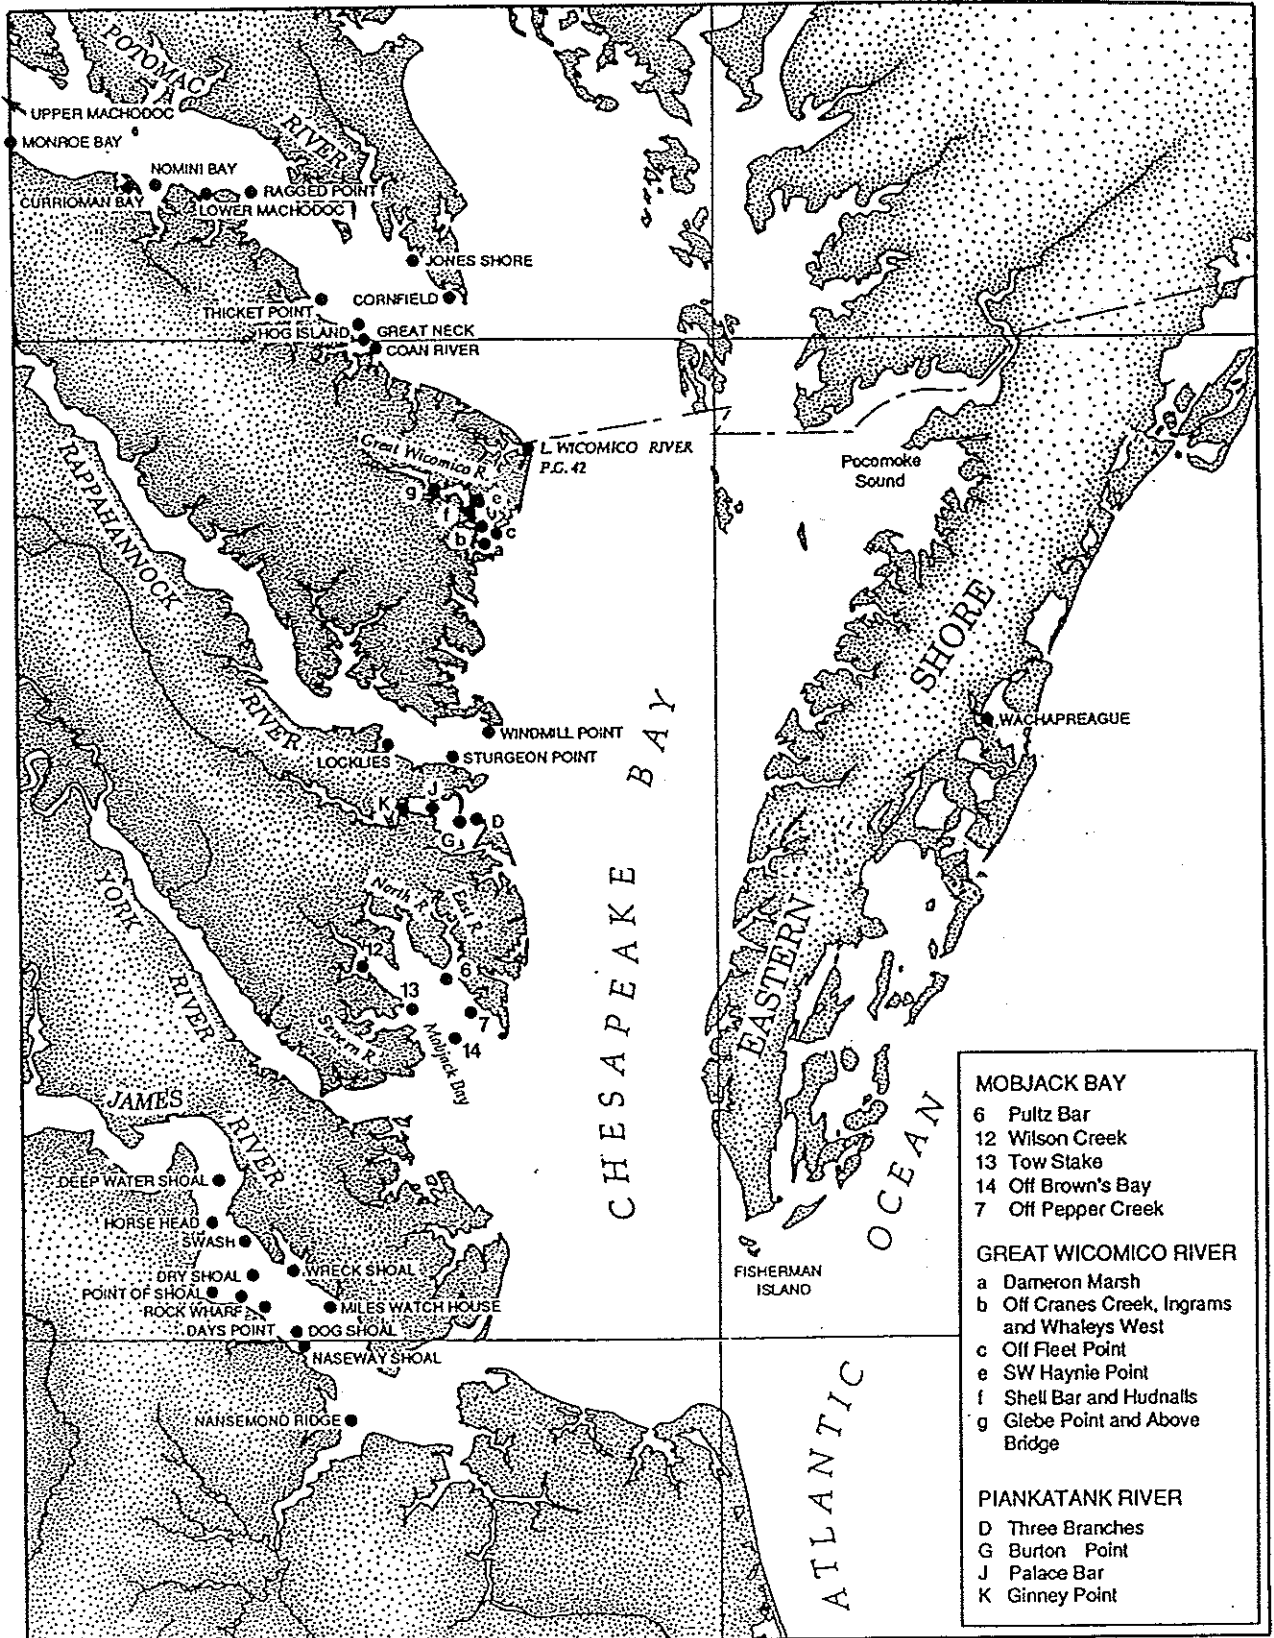 POTOMAC
RIVER
UPPER MACHODOC
MONROE BAY
NOMINI BAY
RAGGED POINT
CURRIOMAN BAY
LOWER MACHODOC
JONES SHORE
CORNFIELD
THICKET POINT
HOG ISLAND
GREAT NECK
COAN RIVER
Great Wicomico R.
L. WICOMICO RIVER
P.G. 42
g
e
f
c
b
a
Pocomoke
Sound
RAPPAHANNOCK
RIVER
EASTERN
SHORE
WACHAPREAGUE
WINDMILL POINT
LOCKLIES
STURGEON POINT
J
K
D
G
CHESAPEAKE BAY
YORK
RIVER
North R.
East R.
12
6
13
7
14
Severn R.
Mobjack Bay
JAMES
RIVER
DEEP WATER SHOAL
HORSE HEAD
SWASH
WRECK SHOAL
DRY SHOAL
POINT OF SHOAL
ROCK WHARF
MILES WATCH HOUSE
DAYS POINT
DOG SHOAL
NASEWAY SHOAL
NANSEMOND RIDGE
FISHERMAN
ISLAND
ATLANTIC
OCEAN
MOBJACK BAY
6 Pultz Bar
12 Wilson Creek
13 Tow Stake
14 Off Brown's Bay
7 Off Pepper Creek
GREAT WICOMICO RIVER
a Dameron Marsh
b Off Cranes Creek, Ingrams
and Whaleys West
c Off Fleet Point
e SW Haynie Point
f Shell Bar and Hudnalls
g Glebe Point and Above
Bridge
PIANKATANK RIVER
D Three Branches
G Burton Point
J Palace Bar
K Ginney Point